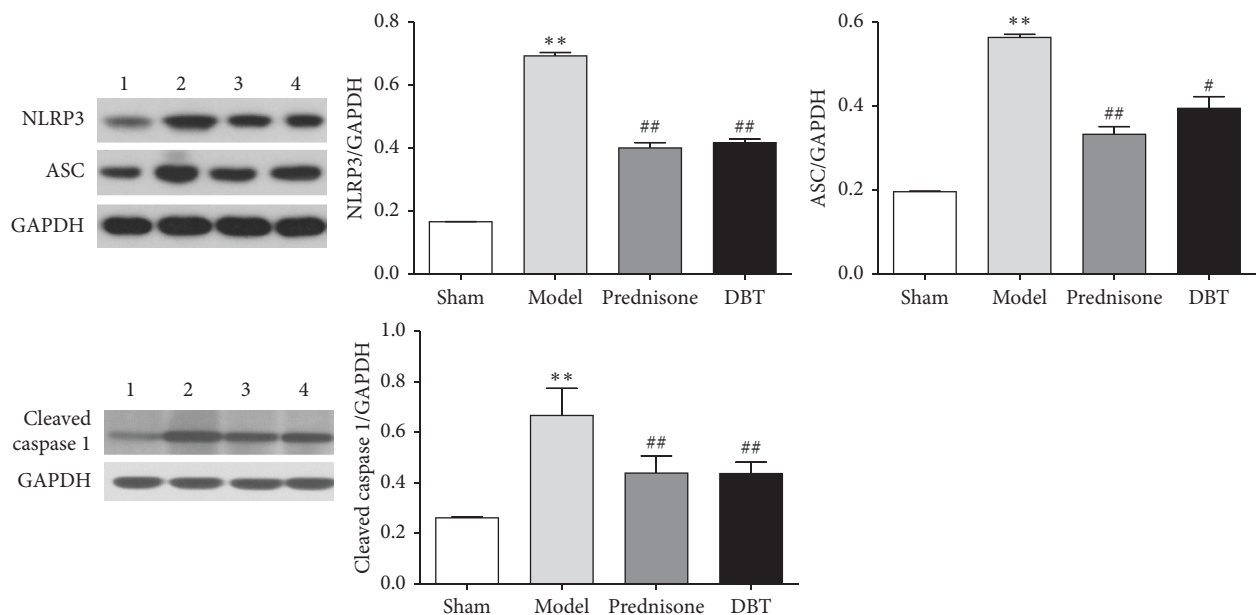 1 2 3 4
NLRP3
ASC
GAPDH
NLRP3/GAPDH
0.8
0.6
0.4
0.2
0.0
**
##
##
Sham Model Prednisone DBT
ASC/GAPDH
0.6
0.4
0.2
0.0
**
##
#
Sham Model Prednisone DBT
1 2 3 4
Cleaved
caspase 1
GAPDH
Cleaved caspase 1/GAPDH
1.0
0.8
0.6
0.4
0.2
0.0
**
##
##
Sham Model Prednisone DBT